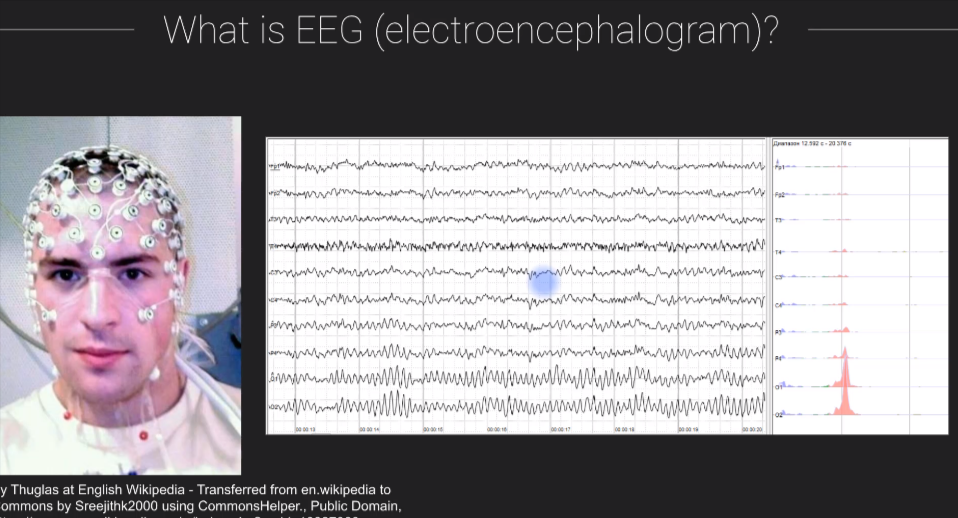 What is EEG (electroencephalogram)?
Диапазон 12.592 с - 20.376 с
Fp2
T3
T4
C3
C4
P3
P4
O1
O2
00:00:13 00:00:14 00:00:15 00:00:16 00:00:17 00:00:18 00:00:19 00:00:20
y Thuglas at English Wikipedia - Transferred from en.wikipedia to
ommons by Sreejithk2000 using CommonsHelper., Public Domain,